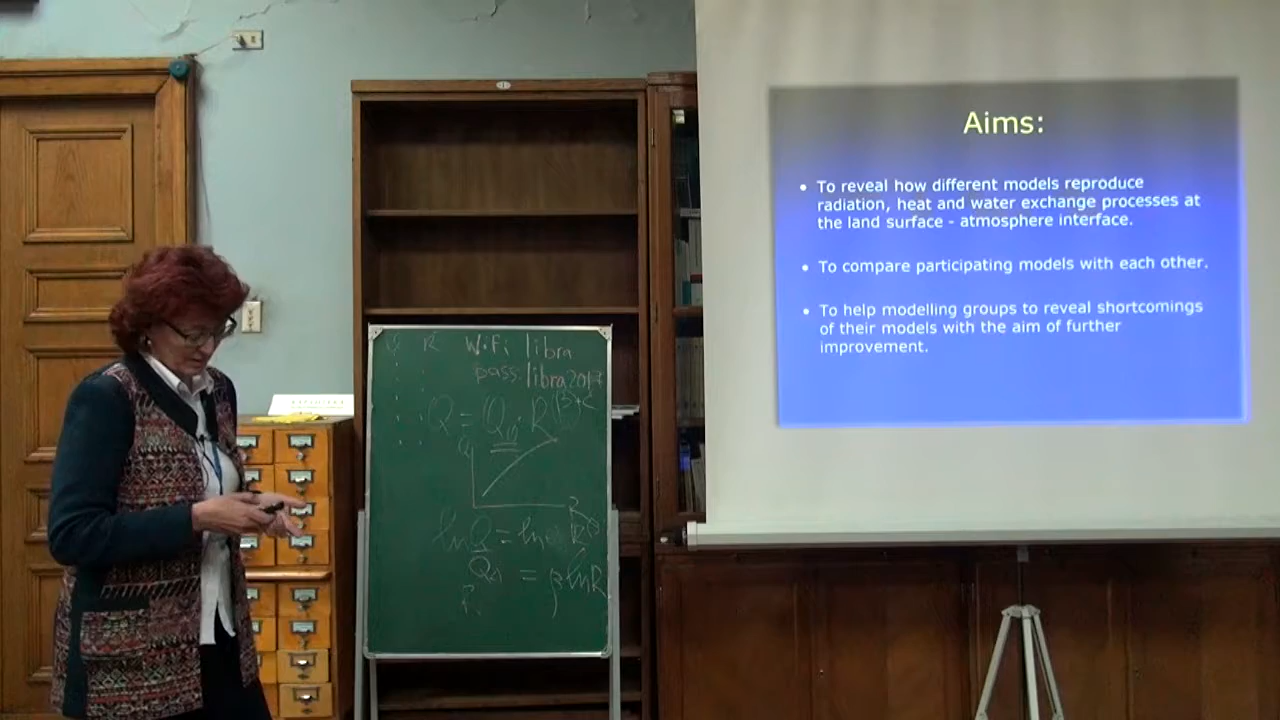 WiFi libra
pass. libra2017
Q = Q10 · R
Q
R
Aims:
• To reveal how different models reproduce
radiation, heat and water exchange processes at
the land surface - atmosphere interface.
• To compare participating models with each other.
• To help modelling groups to reveal shortcomings
of their models with the aim of further
improvement.